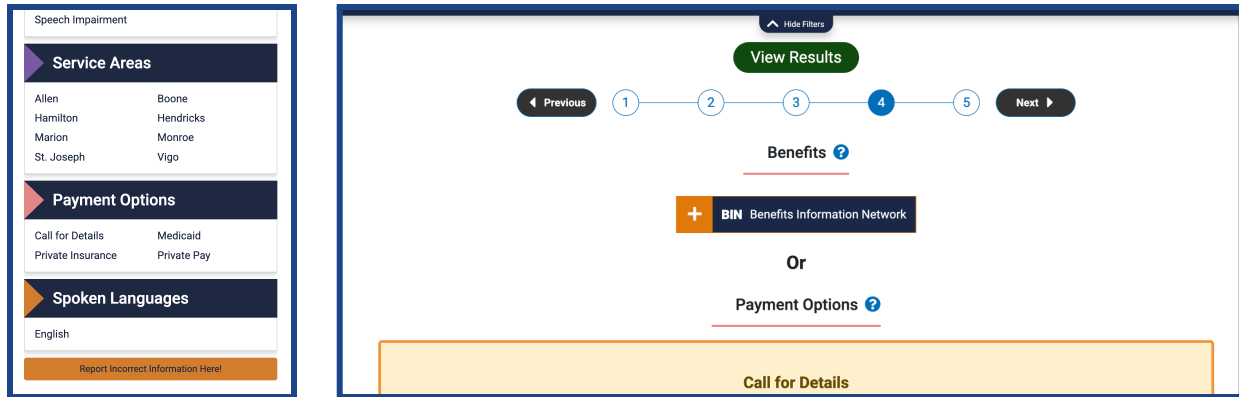 Speech Impairment
Service Areas
Allen Boone
Hamilton Hendricks
Marion Monroe
St. Joseph Vigo
Payment Options
Call for Details Medicaid
Private Insurance Private Pay
Spoken Languages
English
Report Incorrect Information Here!
Hide Filters
View Results
Previous 1 2 3 4 5 Next
Benefits ?
+ BIN Benefits Information Network
Or
Payment Options ?
Call for Details